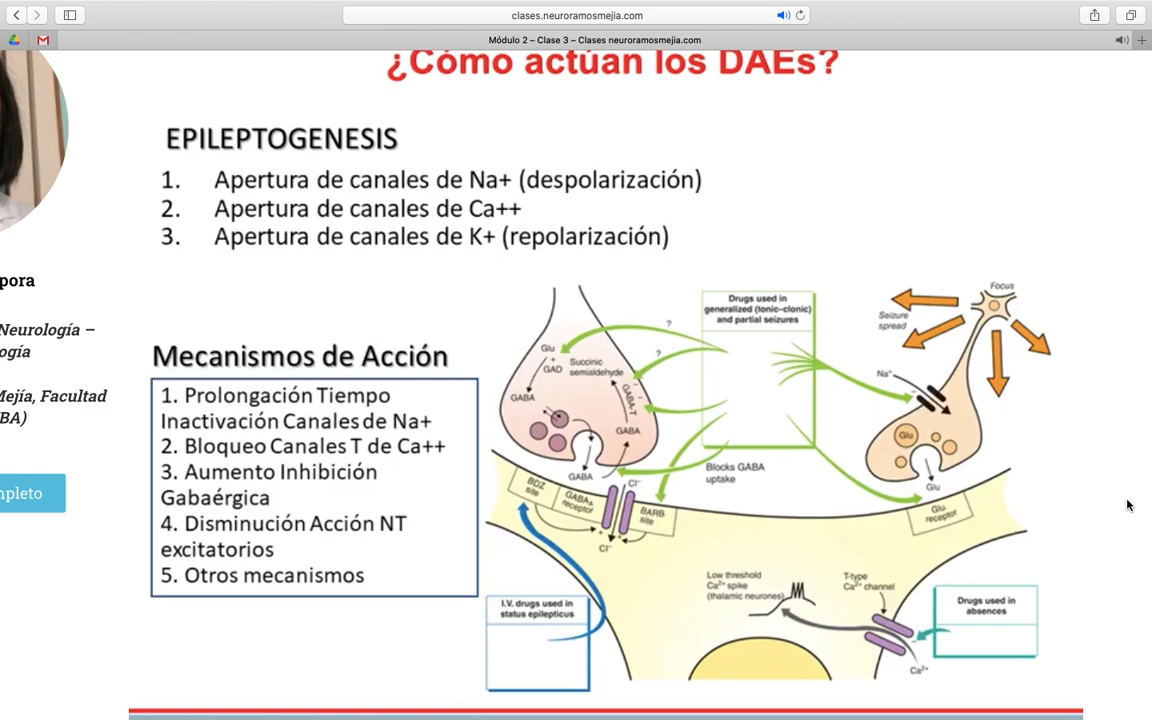 clases.neuroramosmejia.com
Módulo 2 – Clase 3 – Clases neuroramosmejia.com
¿Cómo actúan los DAEs?
EPILEPTOGENESIS
1. Apertura de canales de Na+ (despolarización)
2. Apertura de canales de Ca++
3. Apertura de canales de K+ (repolarización)
pora
Neurología –
ogía
Mejía, Facultad
BA)
mpleto
Mecanismos de Acción
1. Prolongación Tiempo
Inactivación Canales de Na+
2. Bloqueo Canales T de Ca++
3. Aumento Inhibición
Gabaérgica
4. Disminución Acción NT
excitatorios
5. Otros mecanismos
Glu
+
GAD
Succinic
semialdehyde
GABA
GABA-T
GABA
GABA
?
?
Drugs used in
generalized (tonic–clonic)
and partial seizures
Blocks GABA
uptake
Focus
Seizure
spread
Na+
Glu
Glu
Glu
receptor
BDZ
site
GABAA
receptor
Cl-
BARB
site
Cl-
I.V. drugs used in
status epilepticus
Low threshold
Ca2+ spike
(thalamic neurones)
T-type
Ca2+ channel
Drugs used in
absences
Ca2+